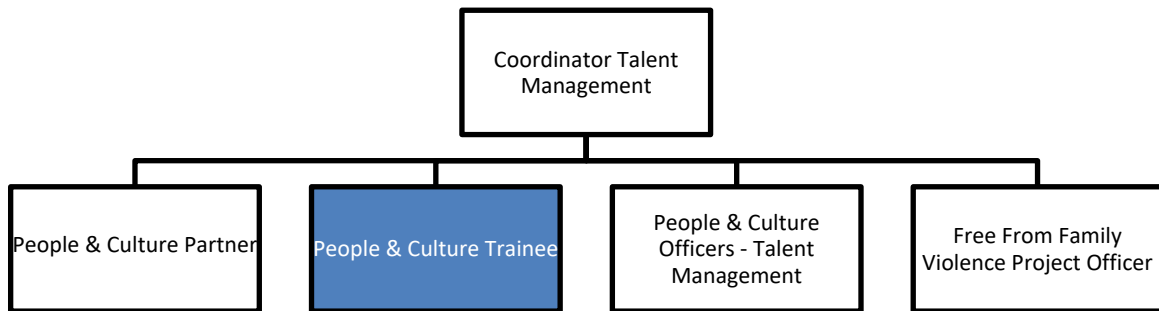 Coordinator Talent
Management
People & Culture Partner
People & Culture Trainee
People & Culture
Officers - Talent
Management
Free From Family
Violence Project Officer